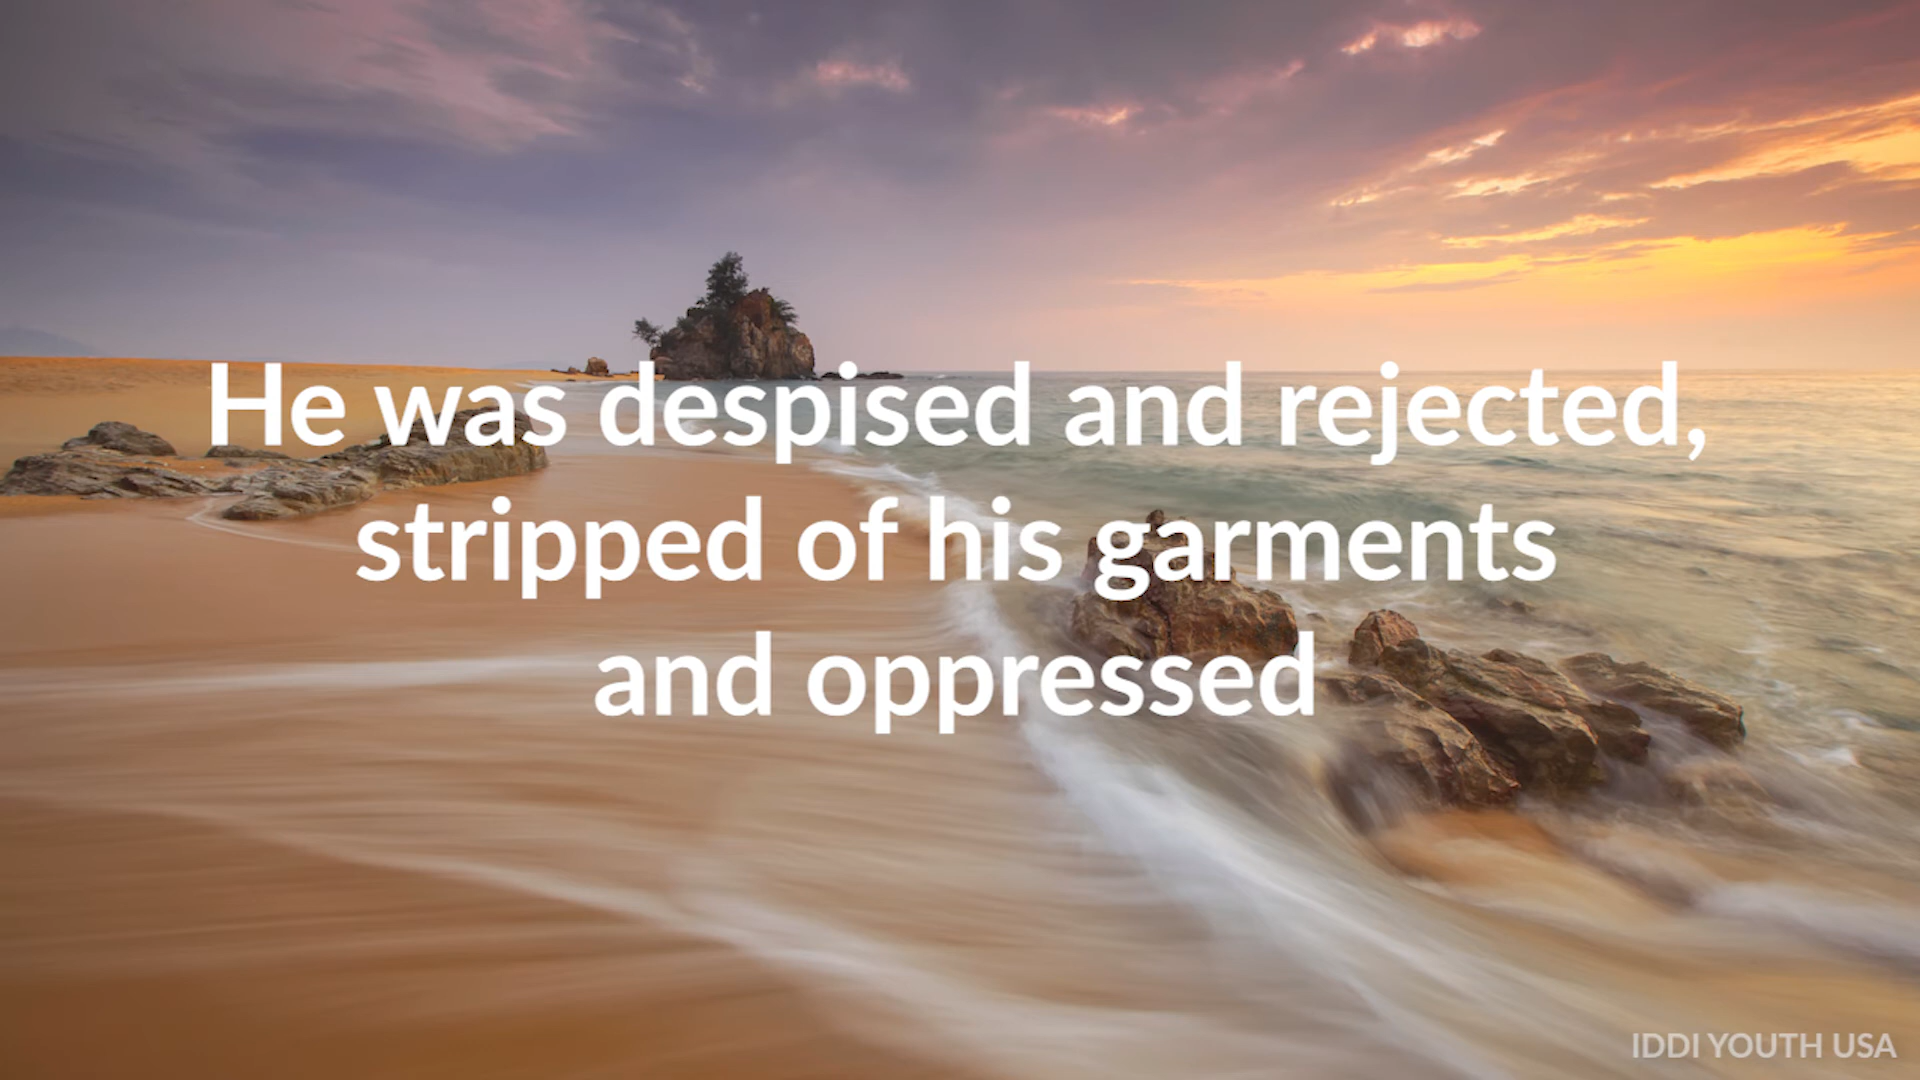 He was despised and rejected,
stripped of his garments
and oppressed
IDDI YOUTH USA